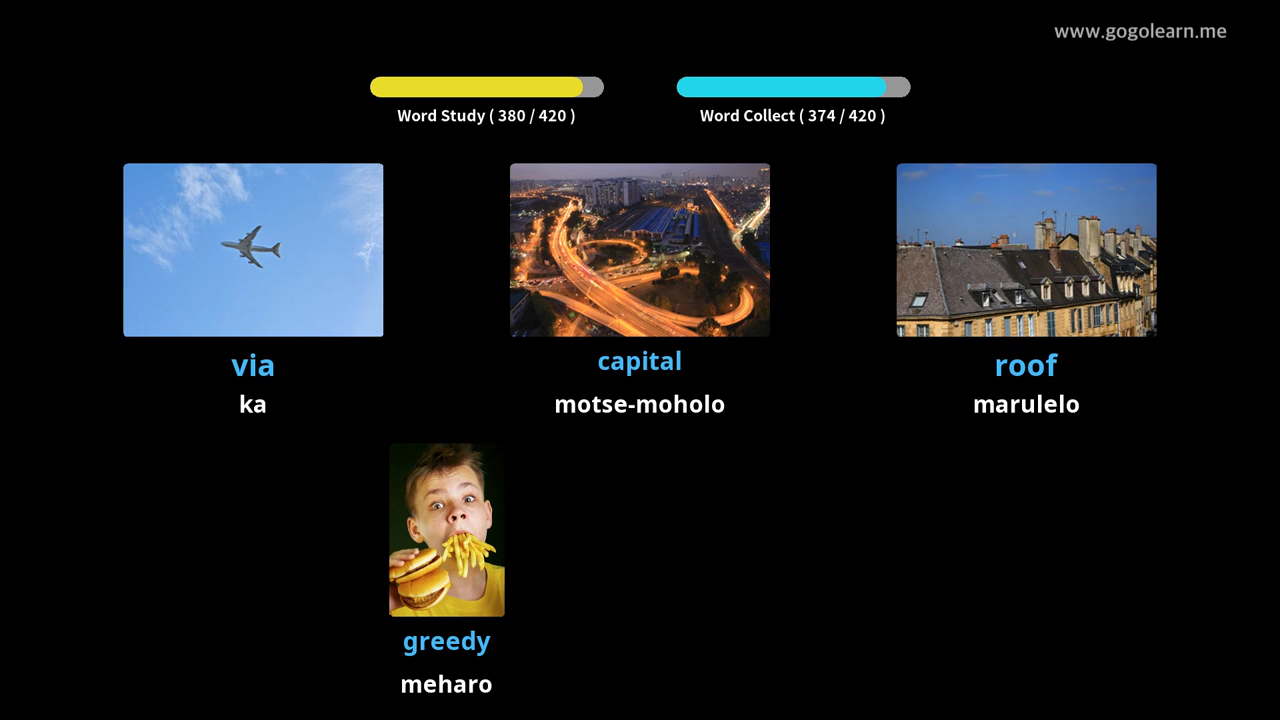 www.gogolearn.me
Word Study ( 380 / 420 )
Word Collect ( 374 / 420 )
via
ka
capital
motse-moholo
roof
marulelo
greedy
meharo